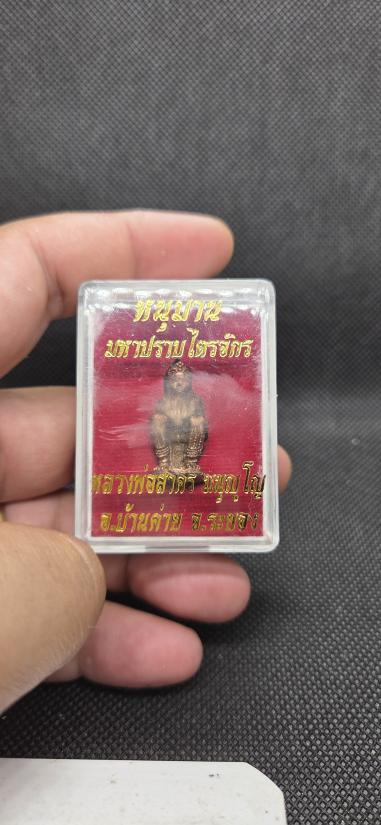 หนุมาน
มหาปราบไตรจักร
หลวงพ่อสาคร มนุญฺโญ
อ.บ้านค่าย จ.ระยอง